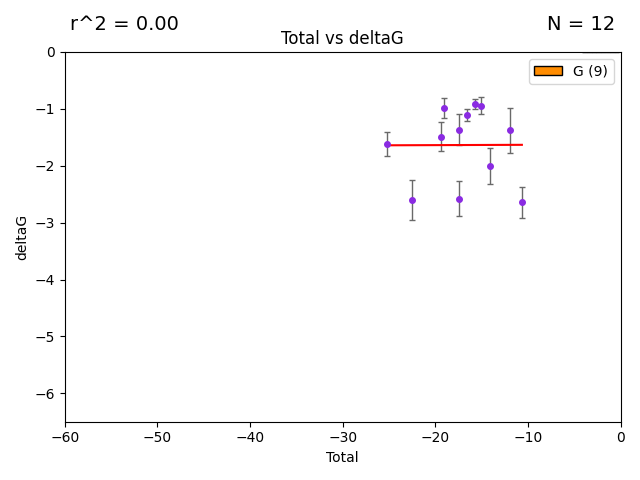 r^2 = 0.00
N = 12
Total vs deltaG
G (9)
0
−1
−2
−3
−4
−5
−6
deltaG
−60 −50 −40 −30 −20 −10 0
Total